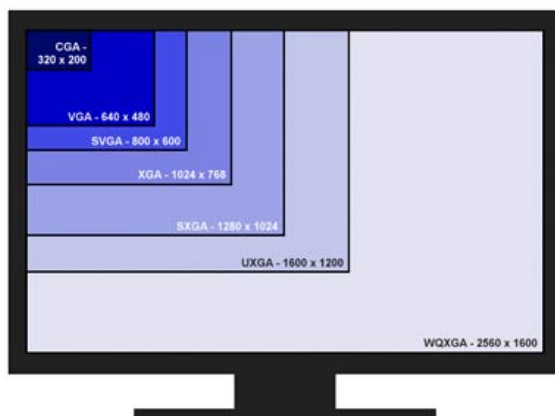 CGA -
320 x 200
VGA - 640 x 480
SVGA - 800 x 600
XGA - 1024 x 768
SXGA - 1280 x 1024
UXGA - 1600 x 1200
WQXGA - 2560 x 1600